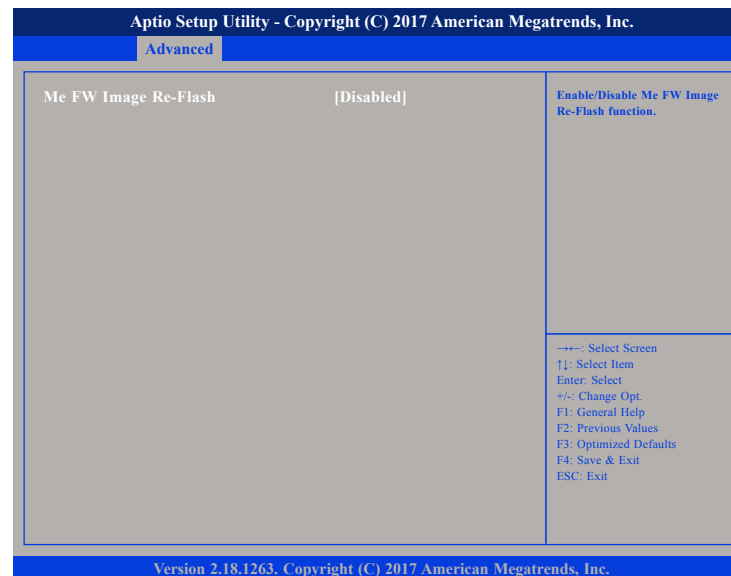 Aptio Setup Utility - Copyright (C) 2017 American Megatrends, Inc.
Advanced
Me FW Image Re-Flash [Disabled]
Enable/Disable Me FW Image
Re-Flash function.
→←: Select Screen
↑↓: Select Item
Enter: Select
+/-: Change Opt.
F1: General Help
F2: Previous Values
F3: Optimized Defaults
F4: Save & Exit
ESC: Exit
Version 2.18.1263. Copyright (C) 2017 American Megatrends, Inc.